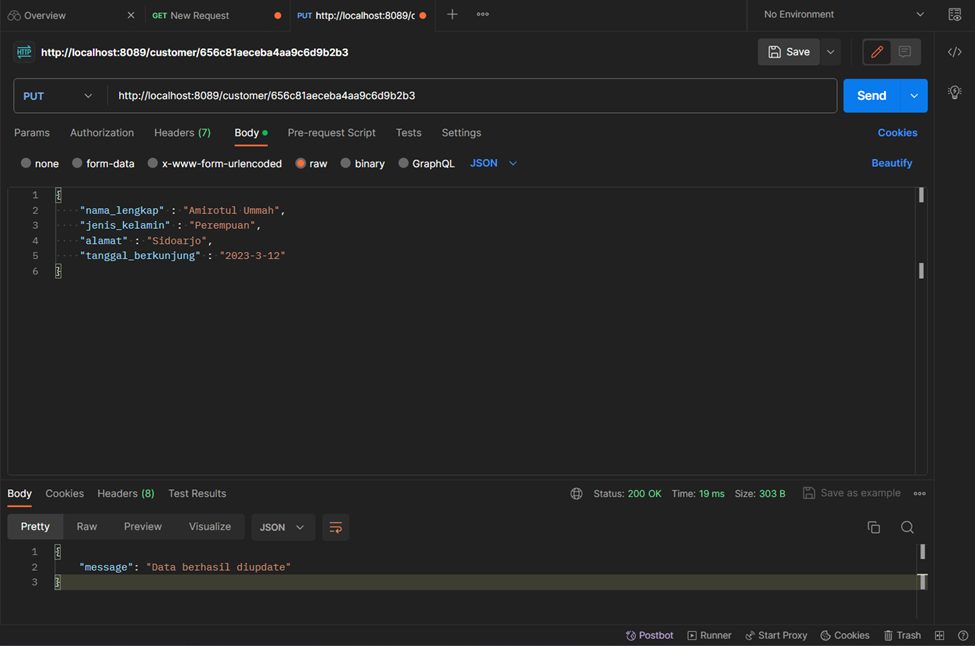 Overview
GET New Request
PUT http://localhost:8089/c
No Environment
HTTP http://localhost:8089/customer/656c81aeceba4aa9c6d9b2b3
Save
PUT http://localhost:8089/customer/656c81aeceba4aa9c6d9b2b3
Send
Params Authorization Headers (7) Body Pre-request Script Tests Settings Cookies
none form-data x-www-form-urlencoded raw binary GraphQL JSON Beautify
1 {
2 "nama_lengkap" : "Amirotul Ummah",
3 "jenis_kelamin" : "Perempuan",
4 "alamat" : "Sidoarjo",
5 "tanggal_berkunjung" : "2023-3-12"
6 }
Body Cookies Headers (8) Test Results Status: 200 OK Time: 19 ms Size: 303 B Save as example
Pretty Raw Preview Visualize JSON
1 {
2 "message": "Data berhasil diupdate"
3 }
Postbot Runner Start Proxy Cookies Trash